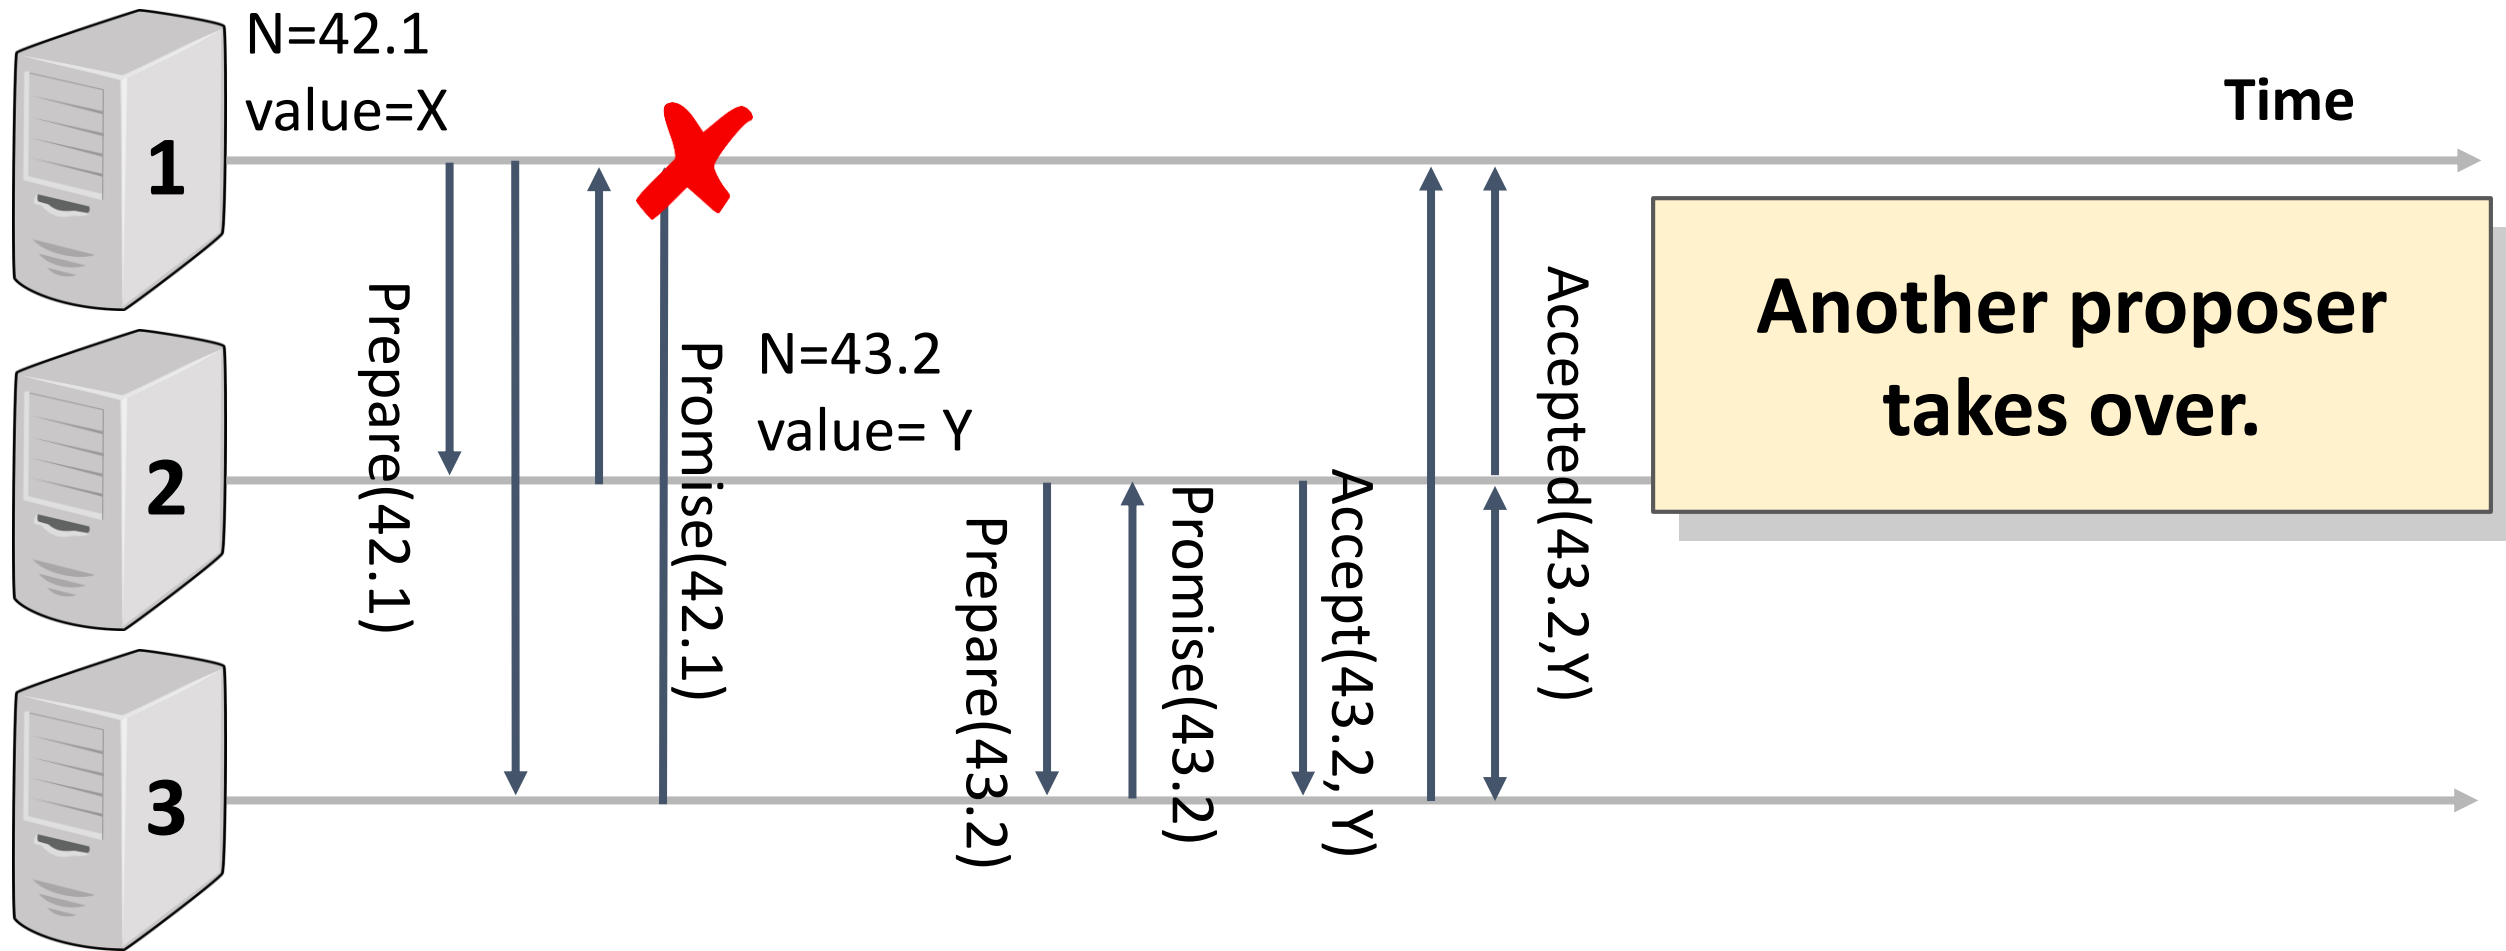 N=42.1
value=X
Time
1
Prepare(42.1)
Promise(42.1)
N=43.2
value= Y
Accepted(43.2,Y)
Another proposer
takes over.
2
Prepare(43.2)
Promise(43.2)
Accept(43.2, Y)
3